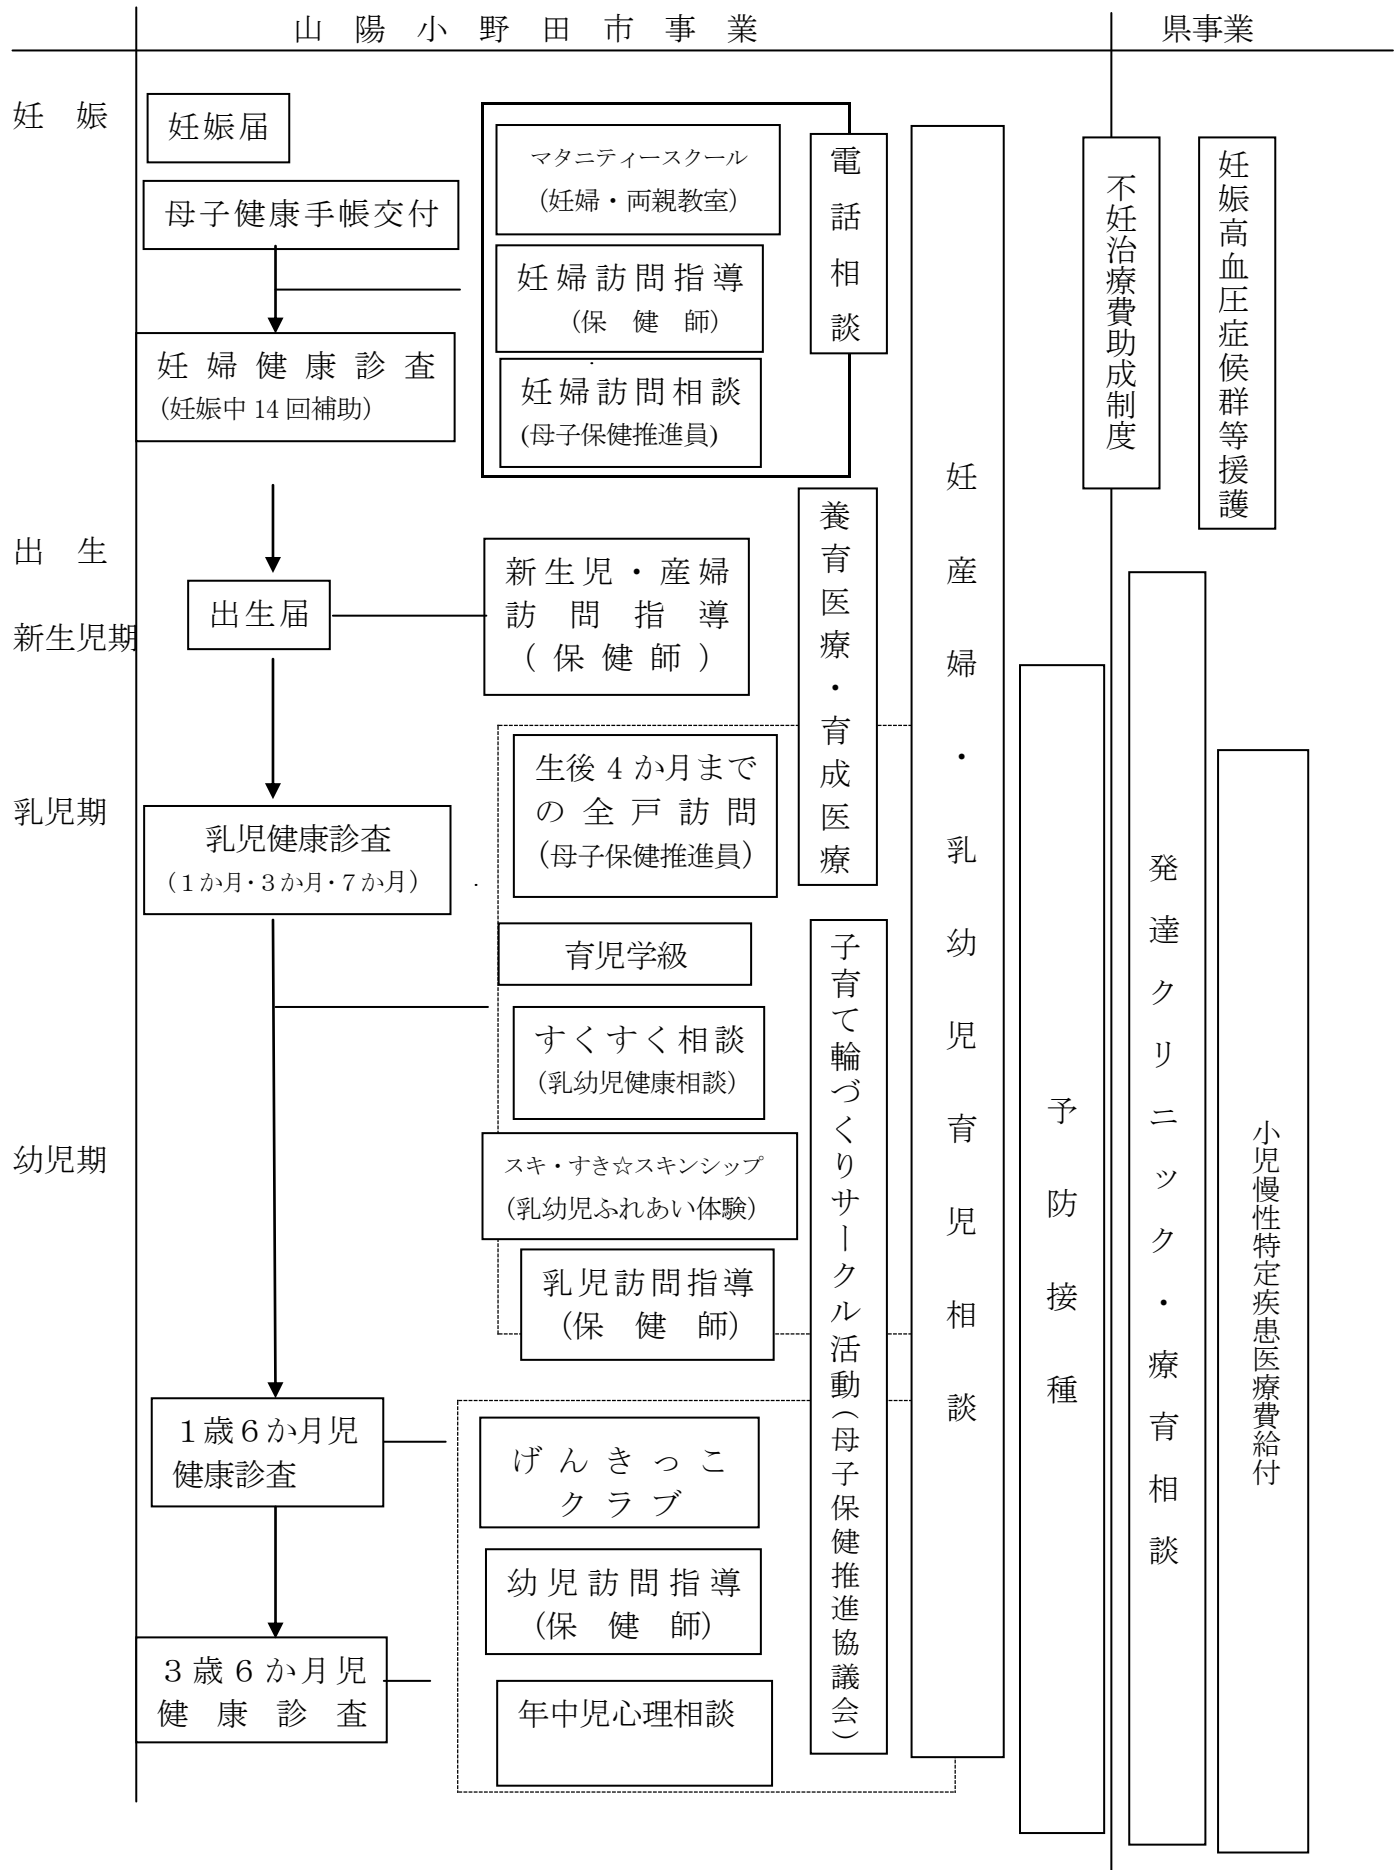 山陽小野田市事業
県事業
妊娠
妊娠届
母子健康手帳交付
妊婦健康診査
(妊娠中 14 回補助)
マタニティースクール
(妊婦・両親教室)
妊婦訪問指導
(保健師)
妊婦訪問相談
(母子保健推進員)
電話相談
不妊治療費助成制度
妊娠高血圧症候群等援護
出生
新生児期
出生届
新生児・産婦
訪問指導
(保健師)
養育医療・育成医療
妊産婦・乳幼児育児相談
予防接種
発達クリニック・療育相談
小児慢性特定疾患医療費給付
乳児期
乳児健康診査
(1か月・3か月・7か月)
生後 4 か月まで
の全戸訪問
(母子保健推進員)
育児学級
すくすく相談
(乳幼児健康相談)
子育て輪づくりサークル活動(母子保健推進協議会)
幼児期
スキ・すき☆スキンシップ
(乳幼児ふれあい体験)
乳児訪問指導
(保健師)
1歳6か月児
健康診査
げんきっこ
クラブ
幼児訪問指導
(保健師)
3歳6か月児
健康診査
年中児心理相談